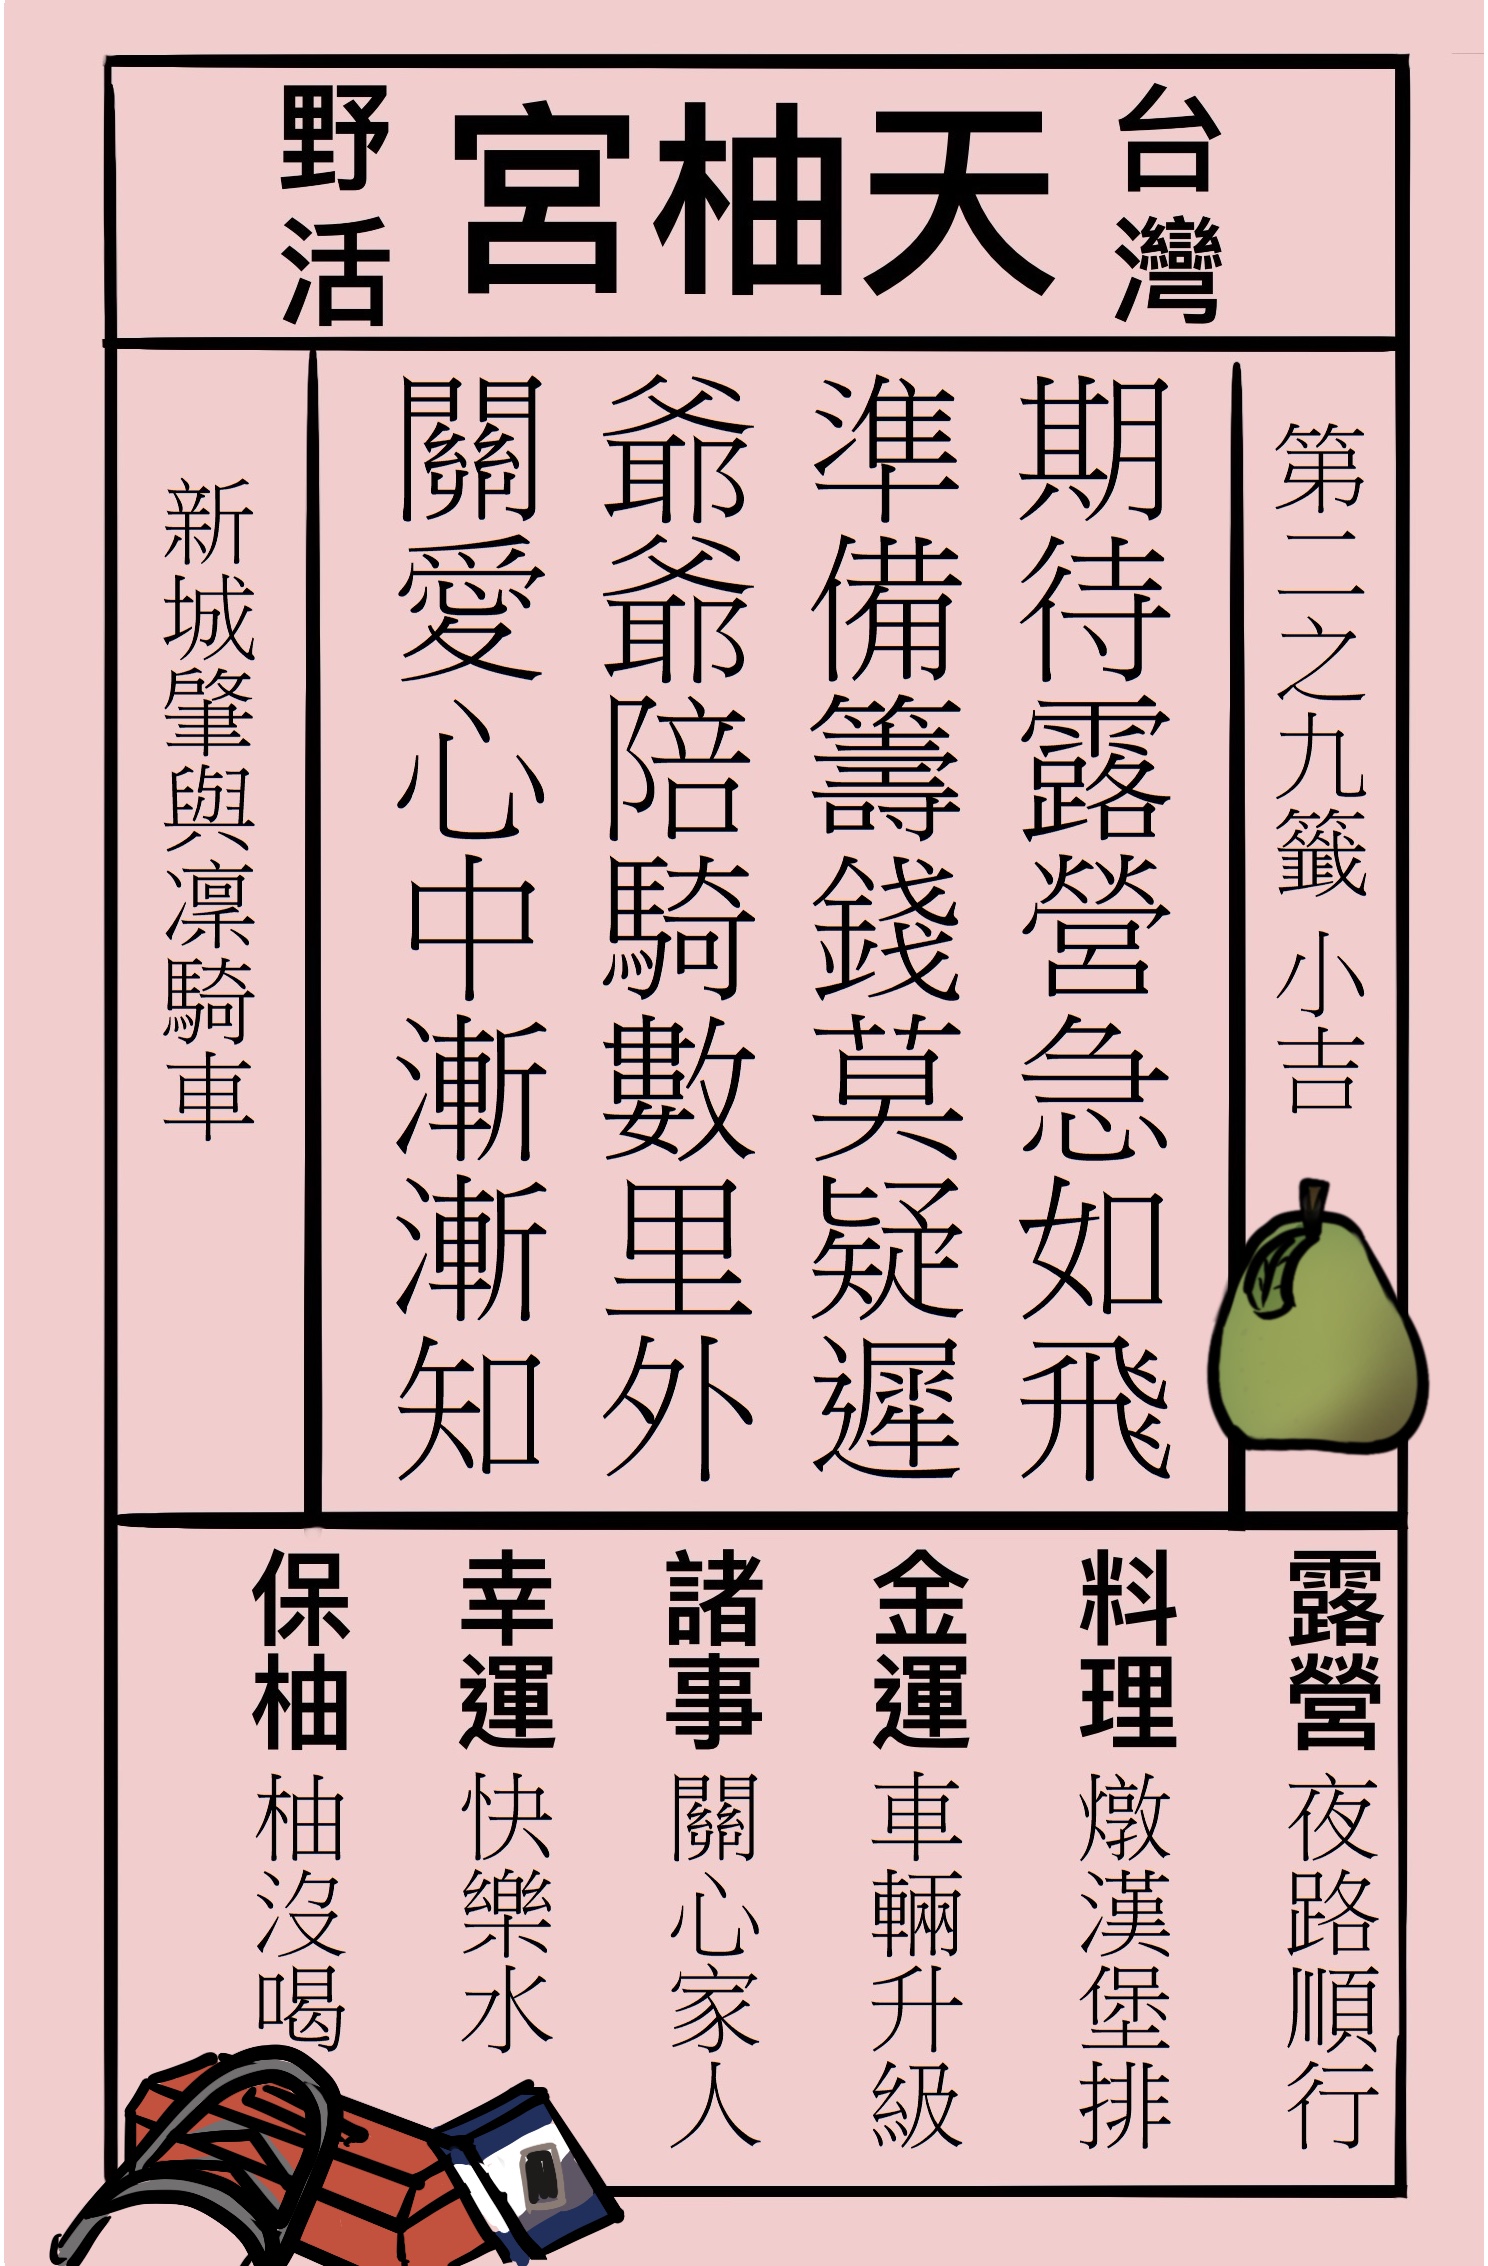 台灣
天柚宮
野活
第二之九籤 小吉
期待露營急如飛
準備籌錢莫疑遲
爺爺陪騎數里外
關愛心中漸漸知
新城肇與凜騎車
露營 夜路順行
料理 燉漢堡排
金運 車輛升級
諸事 關心家人
幸運 快樂水
保柚 柚沒喝